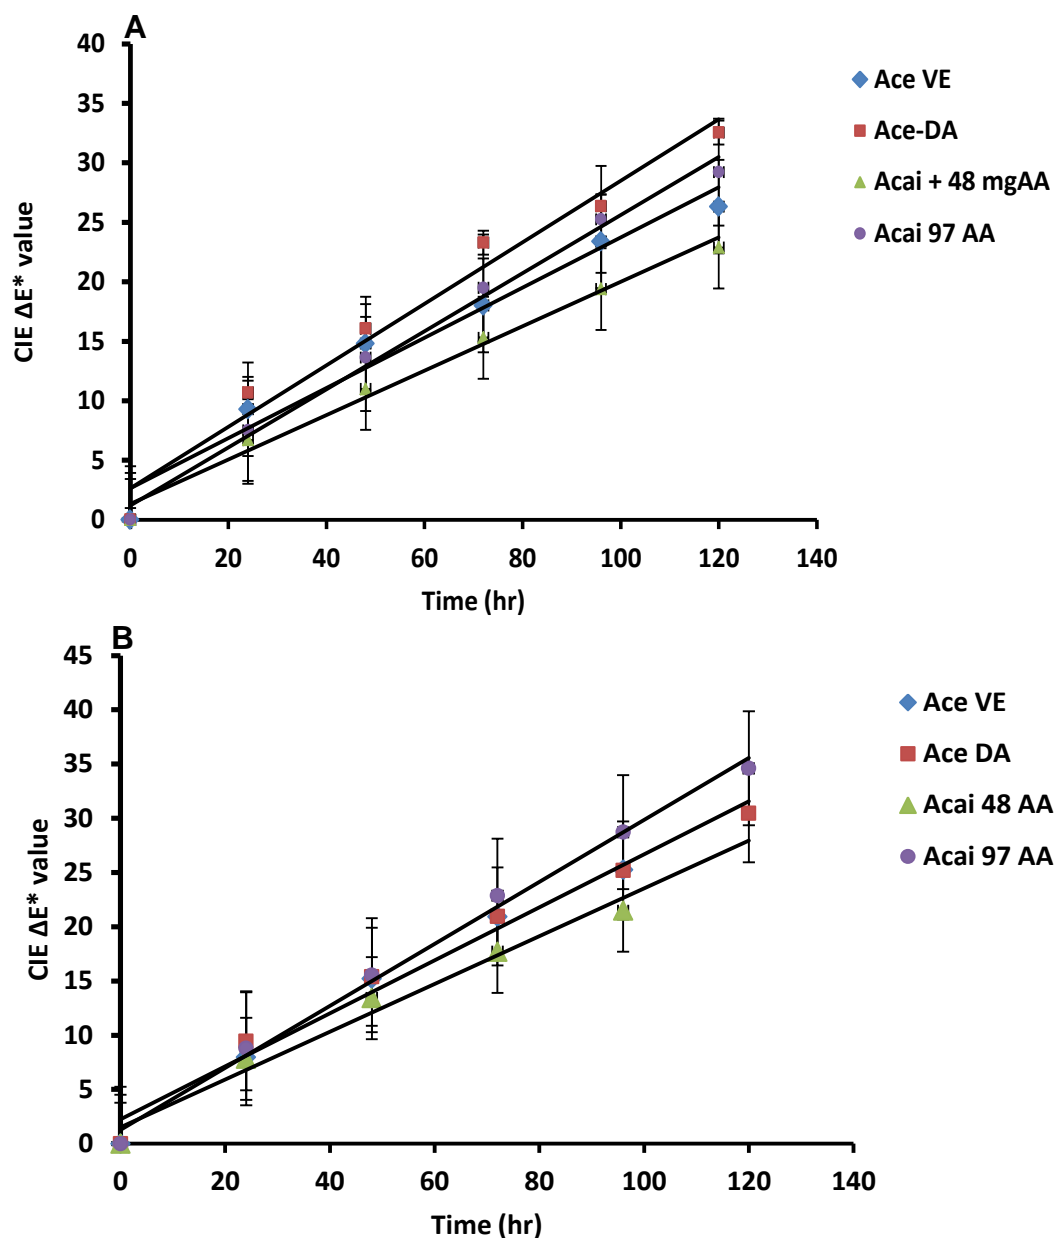 A
40
35
30
25
20
15
10
5
0
CIE ΔE* value
0 20 40 60 80 100 120 140
Time (hr)
Ace VE
Ace-DA
Acai + 48 mgAA
Acai 97 AA
B
45
40
35
30
25
20
15
10
5
0
CIE ΔE* value
0 20 40 60 80 100 120 140
Time (hr)
Ace VE
Ace DA
Acai 48 AA
Acai 97 AA